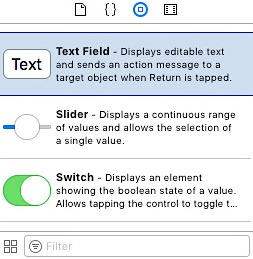 Text
Text Field - Displays editable text
and sends an action message to a
target object when Return is tapped.
Slider - Displays a continuous range
of values and allows the selection of
a single value.
Switch - Displays an element
showing the boolean state of a value.
Allows tapping the control to toggle t...
Filter